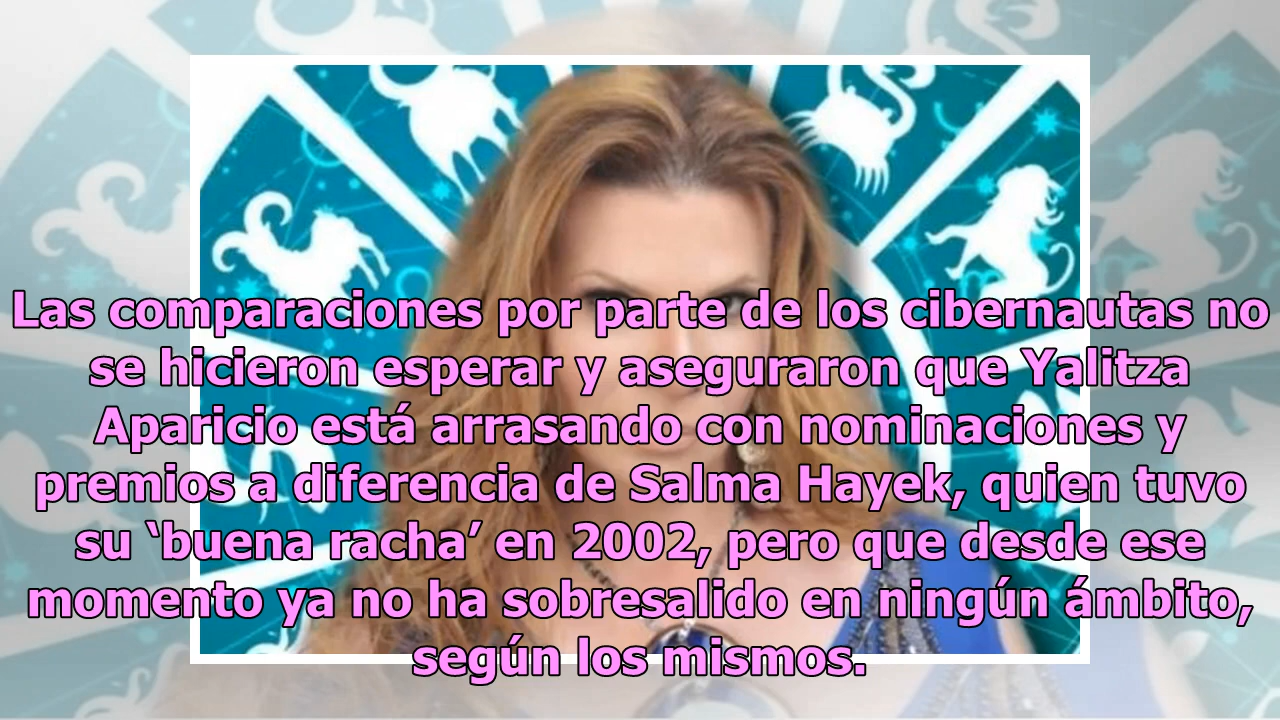 Las comparaciones por parte de los cibernautas no
se hicieron esperar y aseguraron que Yalitza
Aparicio está arrasando con nominaciones y
premios a diferencia de Salma Hayek, quien tuvo
su ‘buena racha’ en 2002, pero que desde ese
momento ya no ha sobresalido en ningún ámbito,
según los mismos.